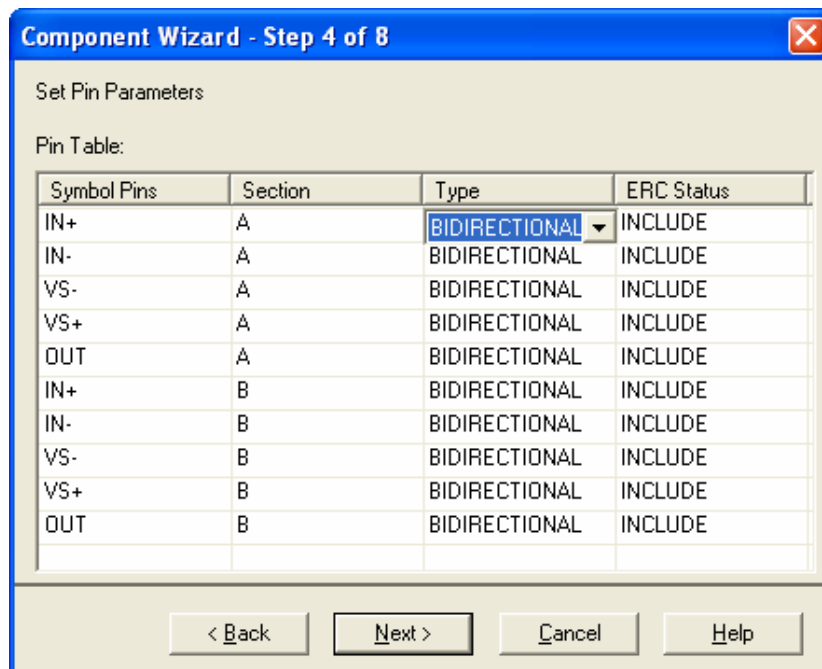 Component Wizard - Step 4 of 8
Set Pin Parameters
Pin Table:
Symbol Pins Section Type ERC Status
IN+ A BIDIRECTIONAL INCLUDE
IN- A BIDIRECTIONAL INCLUDE
VS- A BIDIRECTIONAL INCLUDE
VS+ A BIDIRECTIONAL INCLUDE
OUT A BIDIRECTIONAL INCLUDE
IN+ B BIDIRECTIONAL INCLUDE
IN- B BIDIRECTIONAL INCLUDE
VS- B BIDIRECTIONAL INCLUDE
VS+ B BIDIRECTIONAL INCLUDE
OUT B BIDIRECTIONAL INCLUDE
< Back Next > Cancel Help